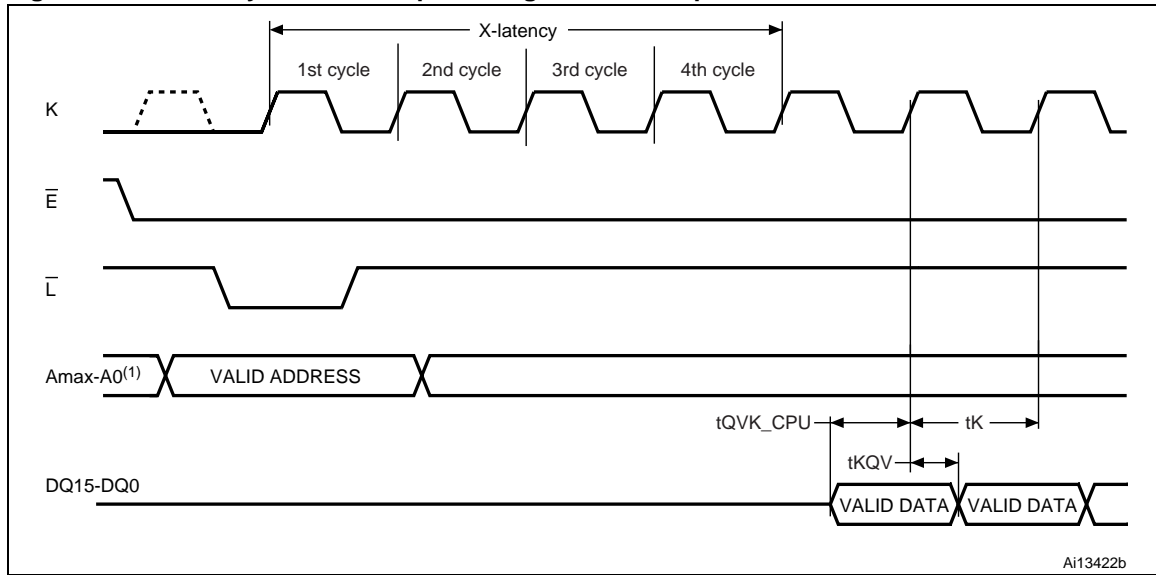 X-latency
1st cycle 2nd cycle 3rd cycle 4th cycle
K
E
L
Amax-A0(1) VALID ADDRESS
tQVK_CPU tK
tKQV
DQ15-DQ0
VALID DATA VALID DATA
Ai13422b